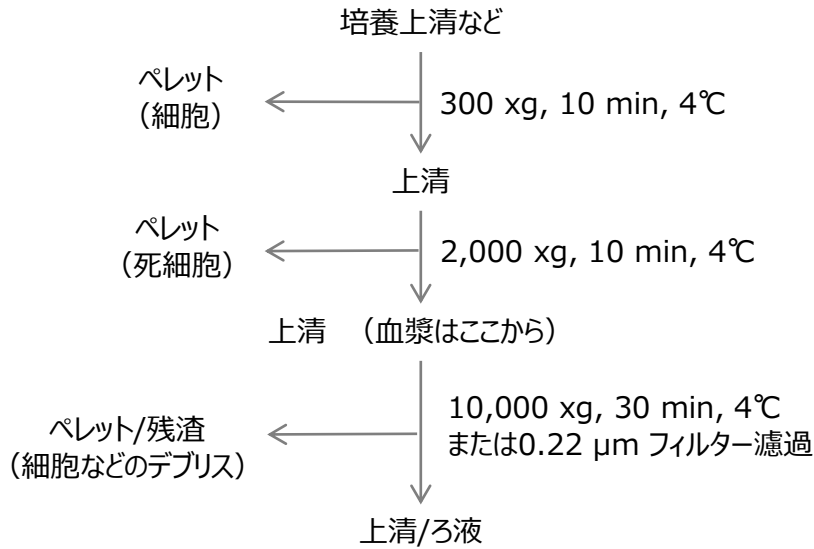 培養上清など
ペレット
（細胞）
300 xg, 10 min, 4℃
上清
ペレット
（死細胞）
2,000 xg, 10 min, 4℃
上清　（血漿はここから）
ペレット/残渣
（細胞などのデブリス）
10,000 xg, 30 min, 4℃
または0.22 μm フィルター濾過
上清/ろ液